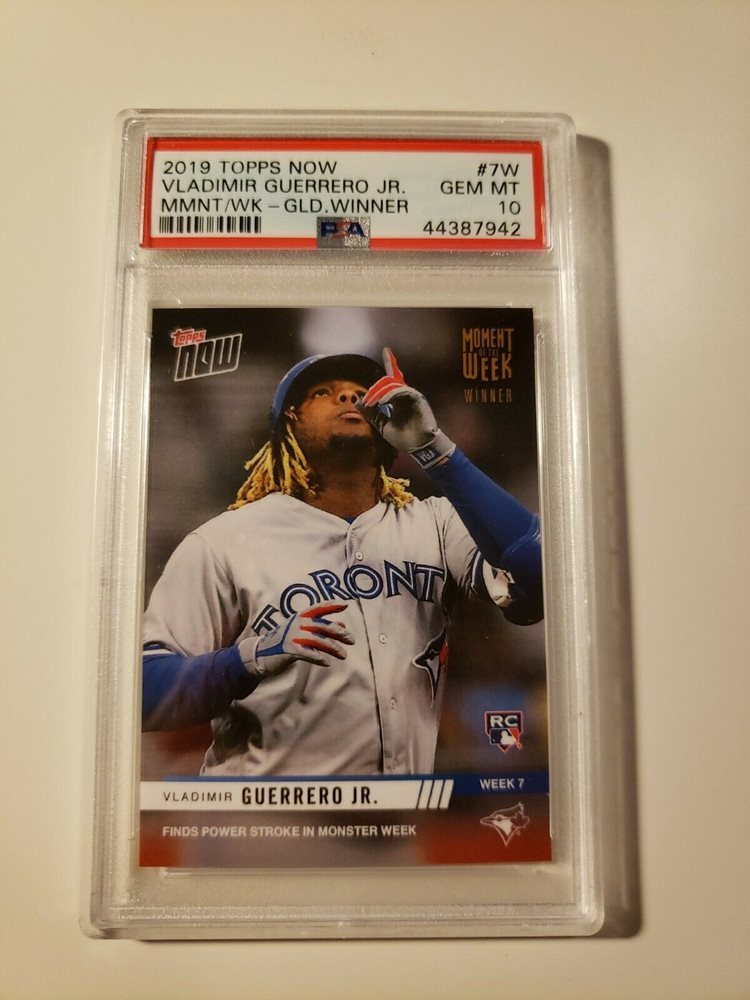 2019 TOPPS NOW #7W
VLADIMIR GUERRERO JR. GEM MT
MMNT/WK - GLD.WINNER 10
PSA 44387942
topps NOW
MOMENT
OF THE
WEEK
WINNER
TORONT
RC
WEEK 7
VLADIMIR GUERRERO JR.
FINDS POWER STROKE IN MONSTER WEEK